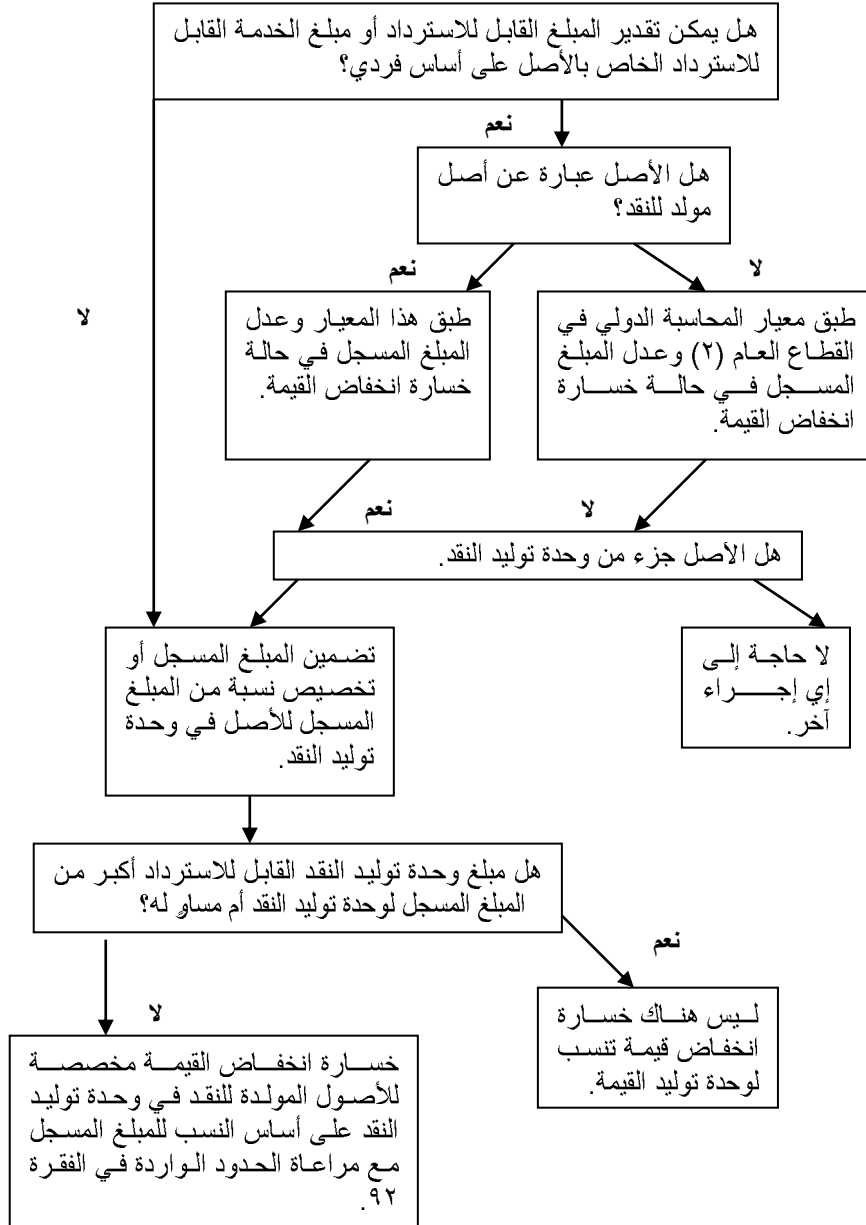 هل يمكن تقدير المبلغ القابل للاسترداد أو مبلغ الخدمة القابل
للاسترداد الخاص بالأصل على أساس فردي؟
نعم
هل الأصل عبارة عن أصل
مولد للنقد؟
لا
نعم
لا
طبق معيار المحاسبة الدولي في
القطاع العام (٢) وعدل المبلغ
المسجل في حالة خسارة
انخفاض القيمة.
طبق هذا المعيار وعدل
المبلغ المسجل في حالة
خسارة انخفاض القيمة.
لا
نعم
هل الأصل جزء من وحدة توليد النقد.
لا حاجة إلى
إي إجراء
آخر.
تضمين المبلغ المسجل أو
تخصيص نسبة من المبلغ
المسجل للأصل في وحدة
توليد النقد.
هل مبلغ وحدة توليد النقد القابل للاسترداد أكبر من
المبلغ المسجل لوحدة توليد النقد أم مساوٍ له؟
نعم
لا
ليس هناك خسارة
انخفاض قيمة تنسب
لوحدة توليد القيمة.
خسارة انخفاض القيمة مخصصة
للأصول المولدة للنقد في وحدة توليد
النقد على أساس النسب للمبلغ المسجل
مع مراعاة الحدود الواردة في الفقرة
٩٢.